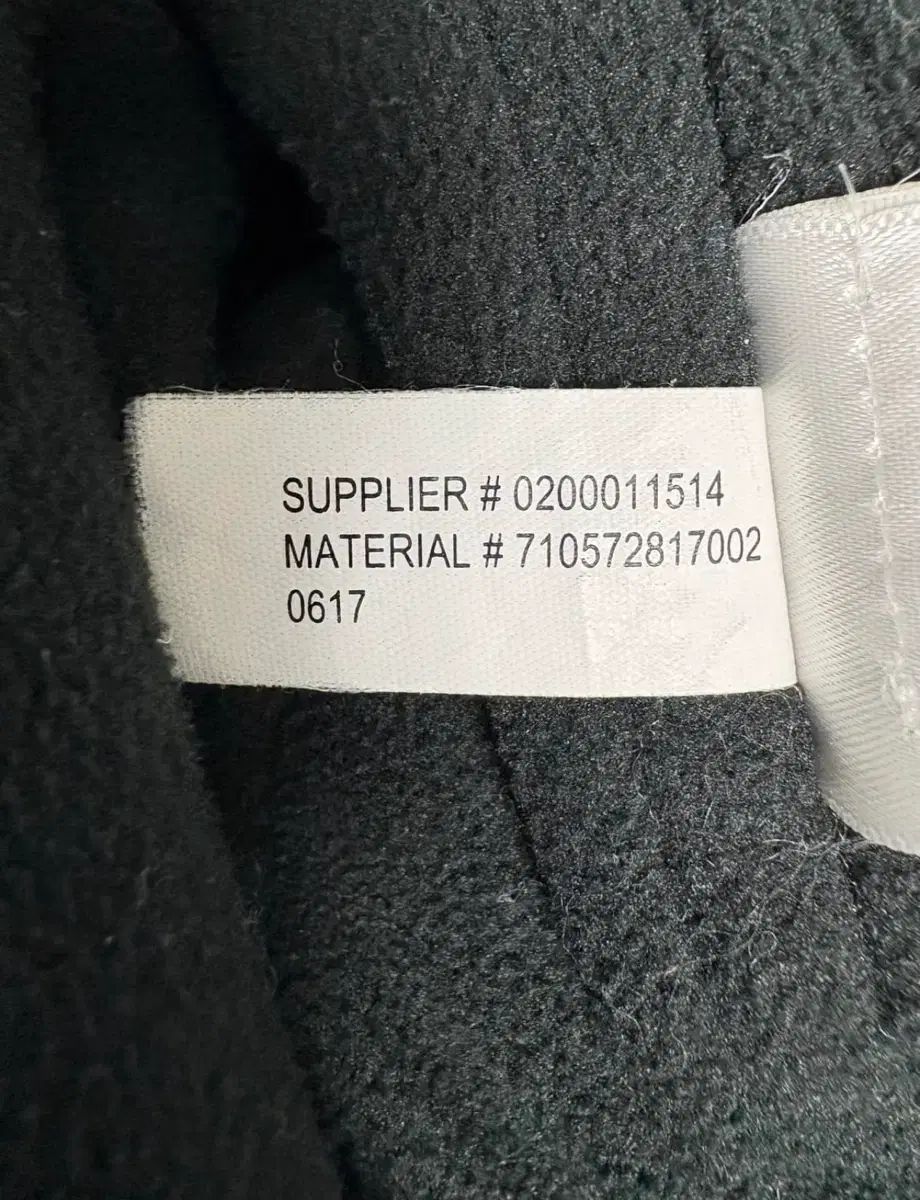 SUPPLIER # 0200011514
MATERIAL # 710572817002
0617